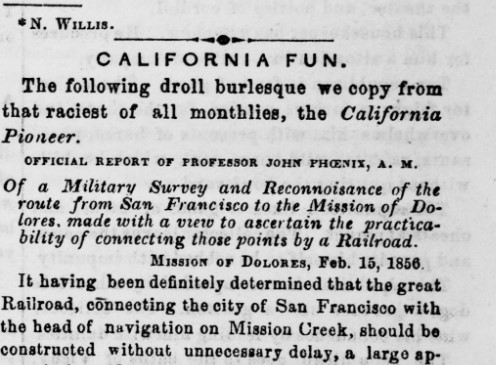 *N. WILLIS.
CALIFORNIA FUN.
The following droll burlesque we copy from
that raciest of all monthlies, the California
Pioneer.
OFFICIAL REPORT OF PROFESSOR JOHN PHŒNIX, A. M.
Of a Military Survey and Reconnoisance of the
route from San Francisco to the Mission of Do-
lores, made with a view to ascertain the practica-
bility of connecting those points by a Railroad.
MISSION OF DOLORES, Feb. 15, 1856.
It having been definitely determined that the great
Railroad, connecting the city of San Francisco with
the head of navigation on Mission Creek, should be
constructed without unnecessary delay, a large ap-